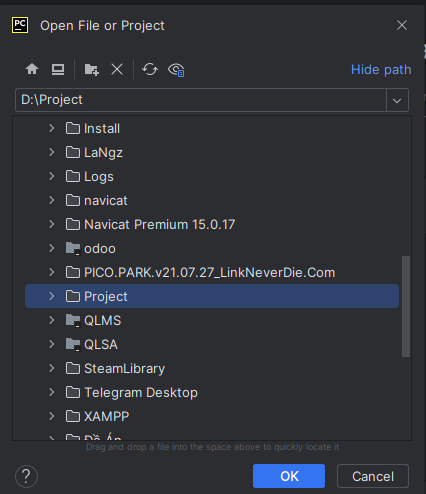 PC Open File or Project
Hide path
D:\Project
Install
LaNgz
Logs
navicat
Navicat Premium 15.0.17
odoo
PICO.PARK.v21.07.27_LinkNeverDie.Com
Project
QLMS
QLSA
SteamLibrary
Telegram Desktop
XAMPP
Đồ Án
Drag and drop a file into the space above to quickly locate it
? OK Cancel